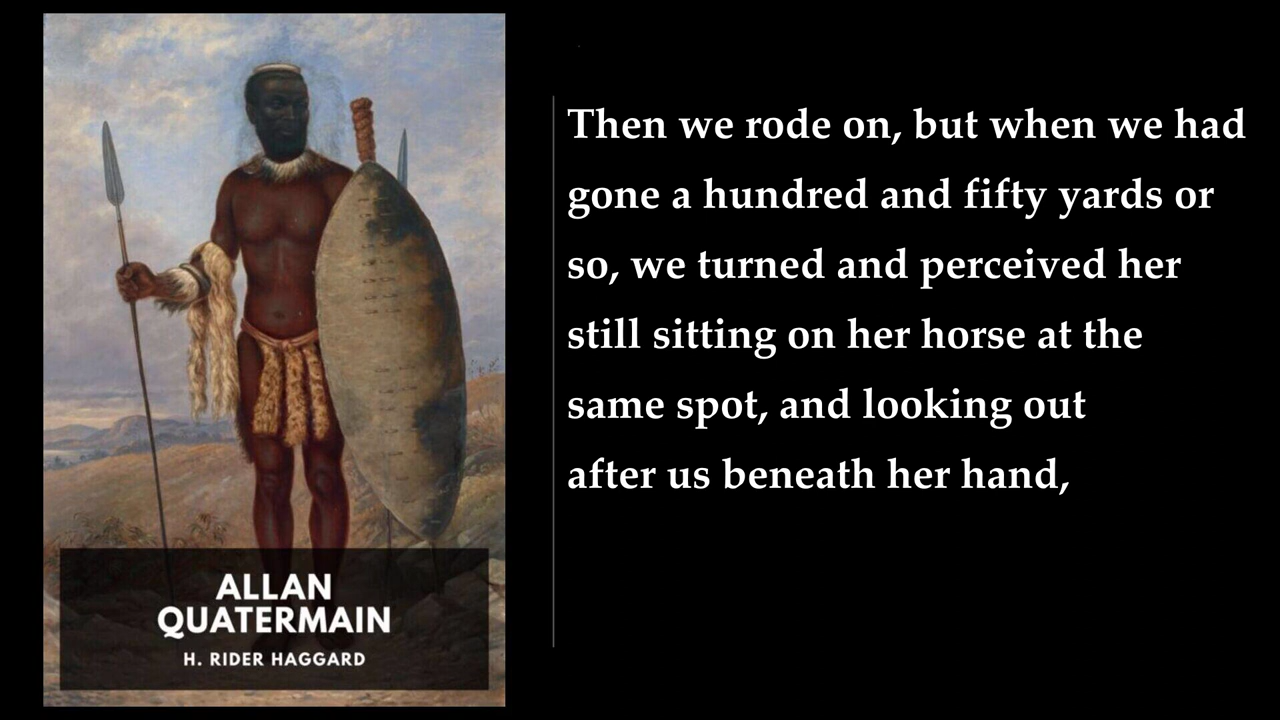 ALLAN
QUATERMAIN
H. RIDER HAGGARD
Then we rode on, but when we had
gone a hundred and fifty yards or
so, we turned and perceived her
still sitting on her horse at the
same spot, and looking out
after us beneath her hand,